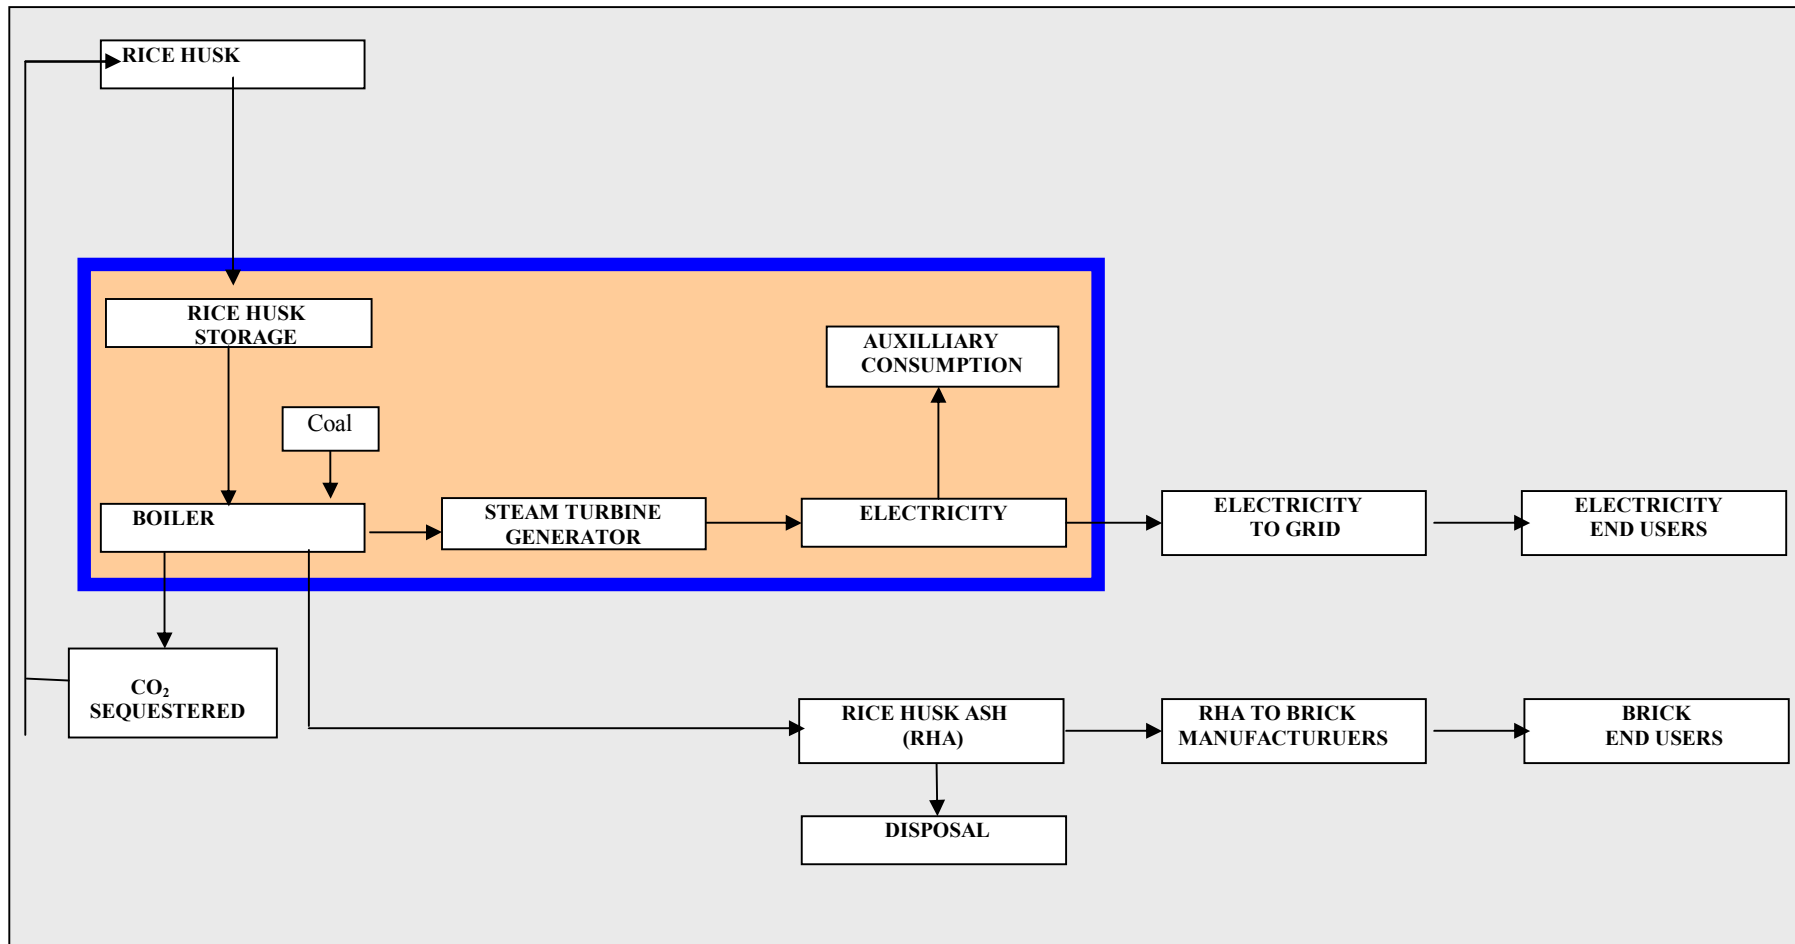 RICE HUSK
RICE HUSK
STORAGE
AUXILLIARY
CONSUMPTION
Coal
BOILER
STEAM TURBINE
GENERATOR
ELECTRICITY
ELECTRICITY
TO GRID
ELECTRICITY
END USERS
CO₂
SEQUESTERED
RICE HUSK ASH
(RHA)
RHA TO BRICK
MANUFACTURUERS
BRICK
END USERS
DISPOSAL